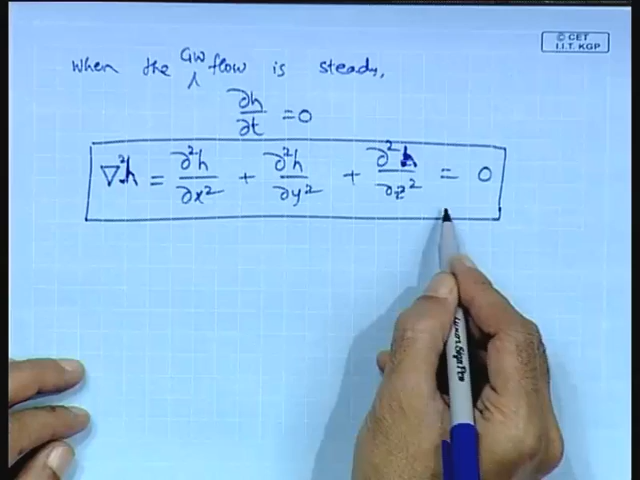 © CET
I.I.T. KGP
When the GW flow is steady,
∂h/∂t = 0
∇²h = ∂²h/∂x² + ∂²h/∂y² + ∂²h/∂z² = 0